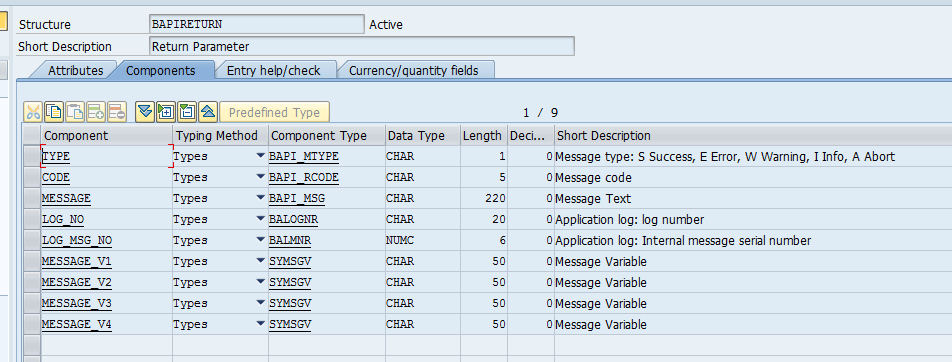 Structure BAPIRETURN Active
Short Description Return Parameter
Attributes Components Entry help/check Currency/quantity fields
Predefined Type 1 / 9
Component Typing Method Component Type Data Type Length Deci... Short Description
TYPE Types BAPI_MTYPE CHAR 1 0 Message type: S Success, E Error, W Warning, I Info, A Abort
CODE Types BAPI_RCODE CHAR 5 0 Message code
MESSAGE Types BAPI_MSG CHAR 220 0 Message Text
LOG_NO Types BALOGNR CHAR 20 0 Application log: log number
LOG_MSG_NO Types BALMNR NUMC 6 0 Application log: Internal message serial number
MESSAGE_V1 Types SYMSGV CHAR 50 0 Message Variable
MESSAGE_V2 Types SYMSGV CHAR 50 0 Message Variable
MESSAGE_V3 Types SYMSGV CHAR 50 0 Message Variable
MESSAGE_V4 Types SYMSGV CHAR 50 0 Message Variable